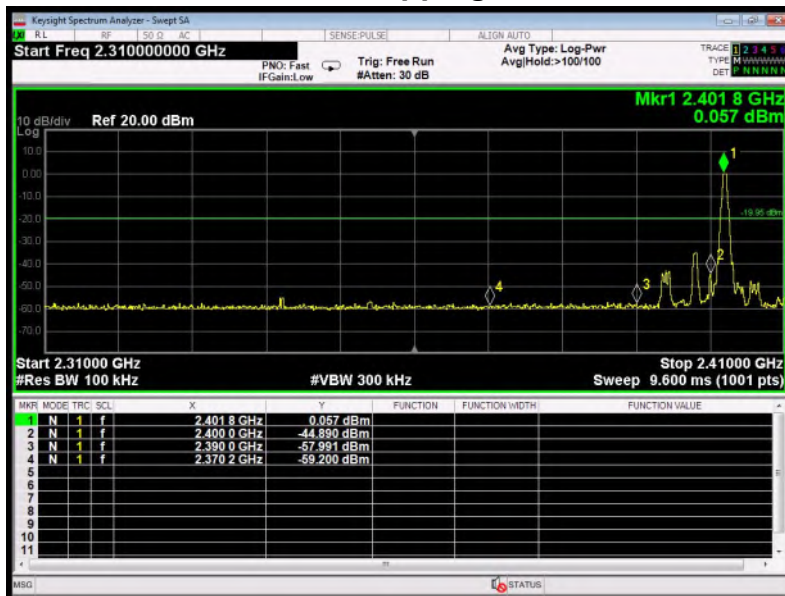 Keysight Spectrum Analyzer - Swept SA
RL RF 50 Ω AC SENSE:PULSE ALIGN AUTO
Start Freq 2.310000000 GHz
PNO: Fast
IFGain:Low
Trig: Free Run
#Atten: 30 dB
Avg Type: Log-Pwr
Avg|Hold:>100/100
TRACE 1 2 3 4 5
TYPE M WWWWW
DET P N N N N N
Mkr1 2.401 8 GHz
0.057 dBm
10 dB/div Ref 20.00 dBm
Log
10.0
0.00
-10.0
-20.0
-30.0
-40.0
-50.0
-60.0
-70.0
1
-19.95 dBm
2
3
4
Start 2.31000 GHz
Stop 2.41000 GHz
#Res BW 100 kHz
#VBW 300 kHz
Sweep 9.600 ms (1001 pts)
MKR MODE TRC SCL X Y FUNCTION FUNCTION WIDTH FUNCTION VALUE
1 N 1 f 2.401 8 GHz 0.057 dBm
2 N 1 f 2.400 0 GHz -44.890 dBm
3 N 1 f 2.390 0 GHz -57.991 dBm
4 N 1 f 2.370 2 GHz -59.200 dBm
5
6
7
8
9
10
11
MSG STATUS